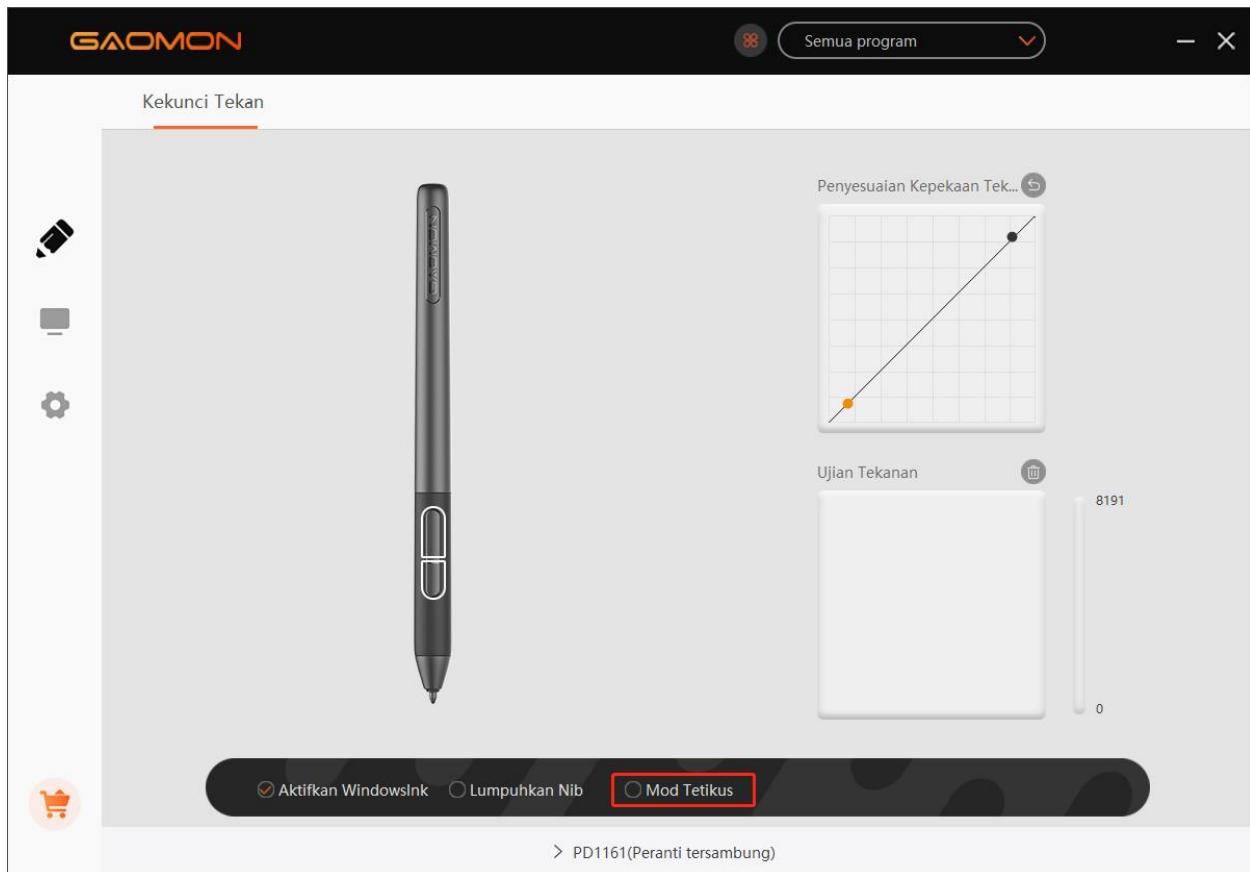 GAOMON
Semua program
Kekunci Tekan
GAOMON
Penyesuaian Kepekaan Tek...
Ujian Tekanan
8191
0
Aktifkan WindowsInk
Lumpuhkan Nib
Mod Tetikus
PD1161(Peranti tersambung)